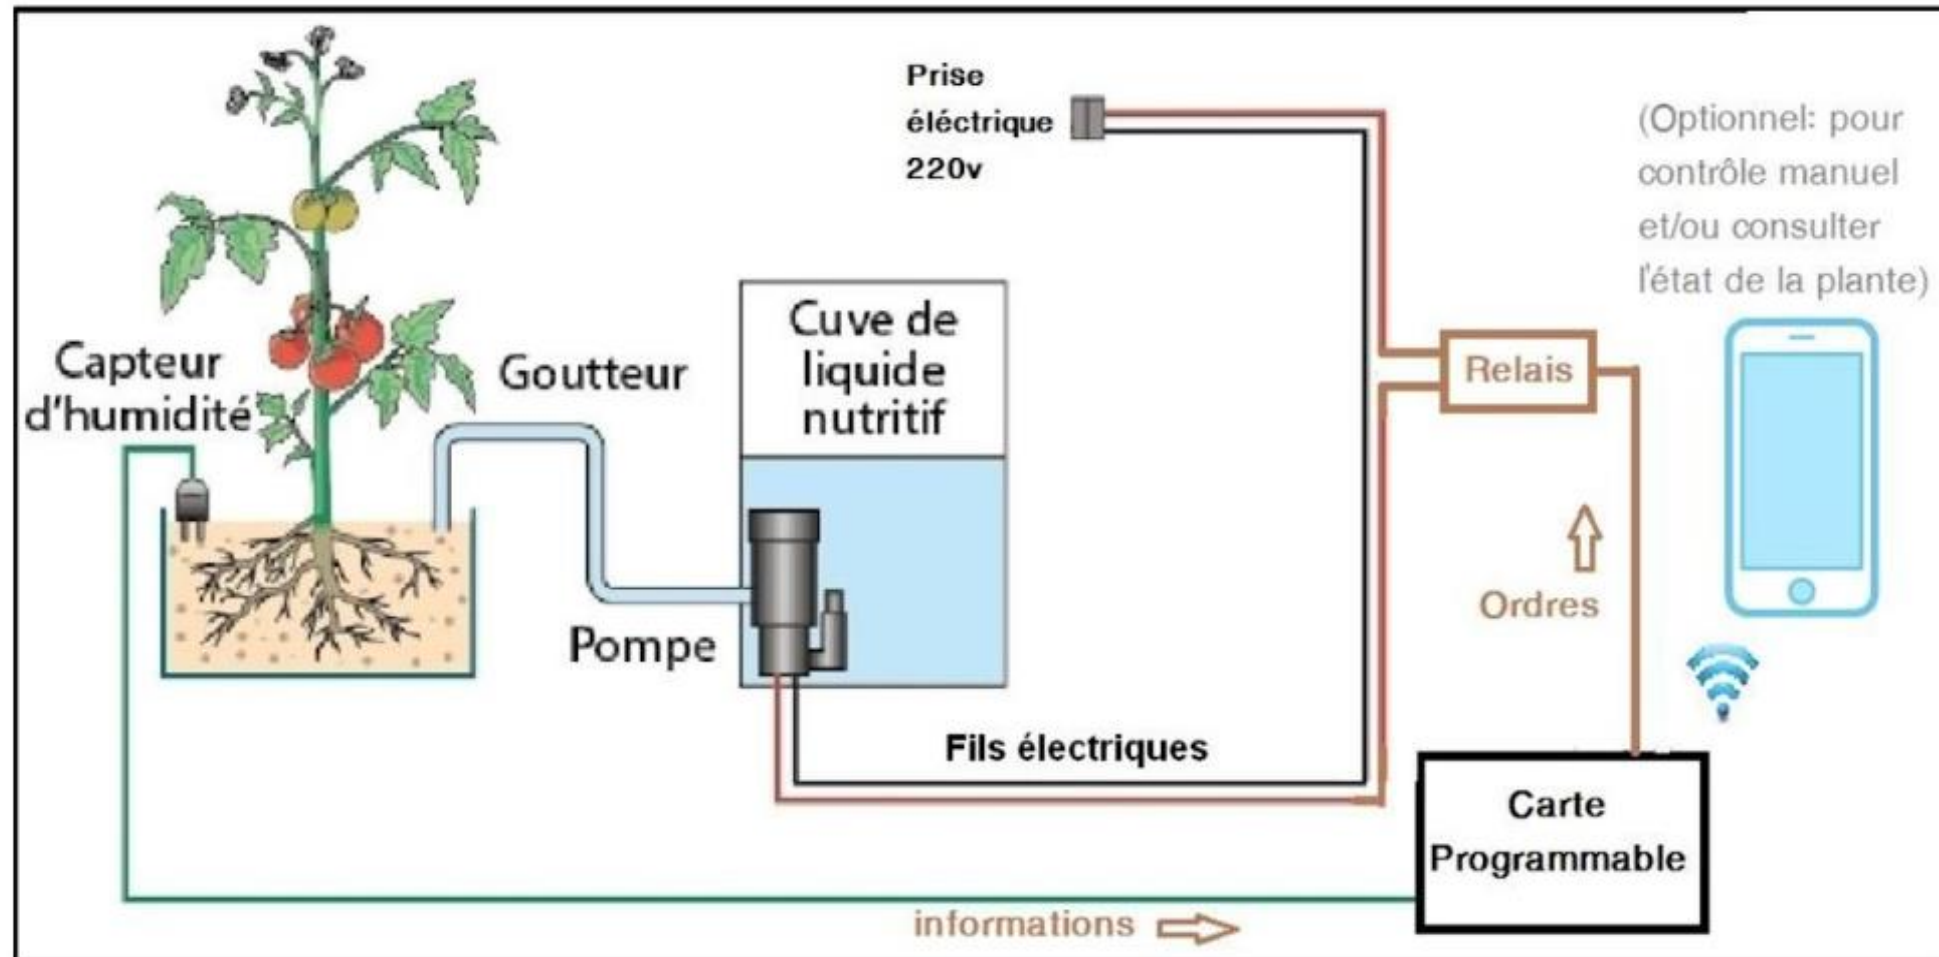 Prise
éléctrique
220v
(Optionnel: pour
contrôle manuel
et/ou consulter
l'état de la plante)
Capteur
d'humidité
Goutteur
Cuve de
liquide
nutritif
Relais
Ordres
Pompe
Fils électriques
Carte
Programmable
informations